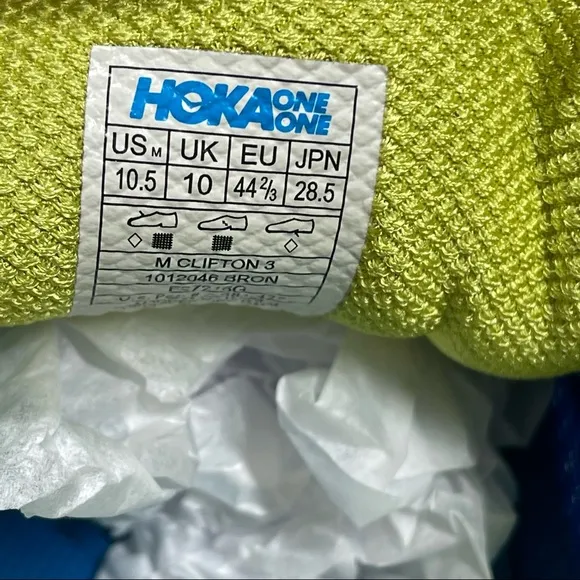 HOKA ONE ONE
US M UK EU JPN
10.5 10 44 2/3 28.5
M CLIFTON 3
1012046 BRON